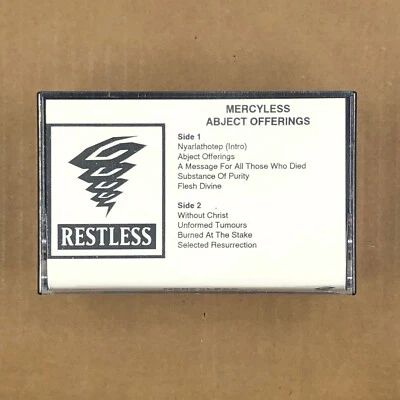 MERCYLESS
ABJECT OFFERINGS
Side 1
Nyarlathotep (Intro)
Abject Offerings
A Message For All Those Who Died
Substance Of Purity
Flesh Divine
Side 2
Without Christ
Unformed Tumours
Burned At The Stake
Selected Resurrection
RESTLESS